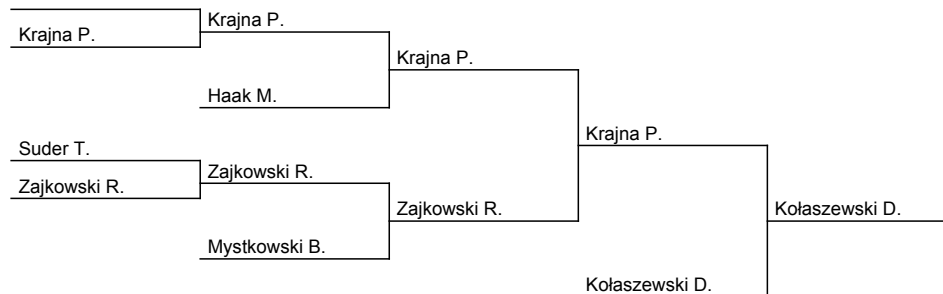 Krajna P.
Krajna P.
Krajna P.
Haak M.
Krajna P.
Suder T.
Zajkowski R.
Zajkowski R.
Zajkowski R.
Kołaszewski D.
Mystkowski B.
Kołaszewski D.